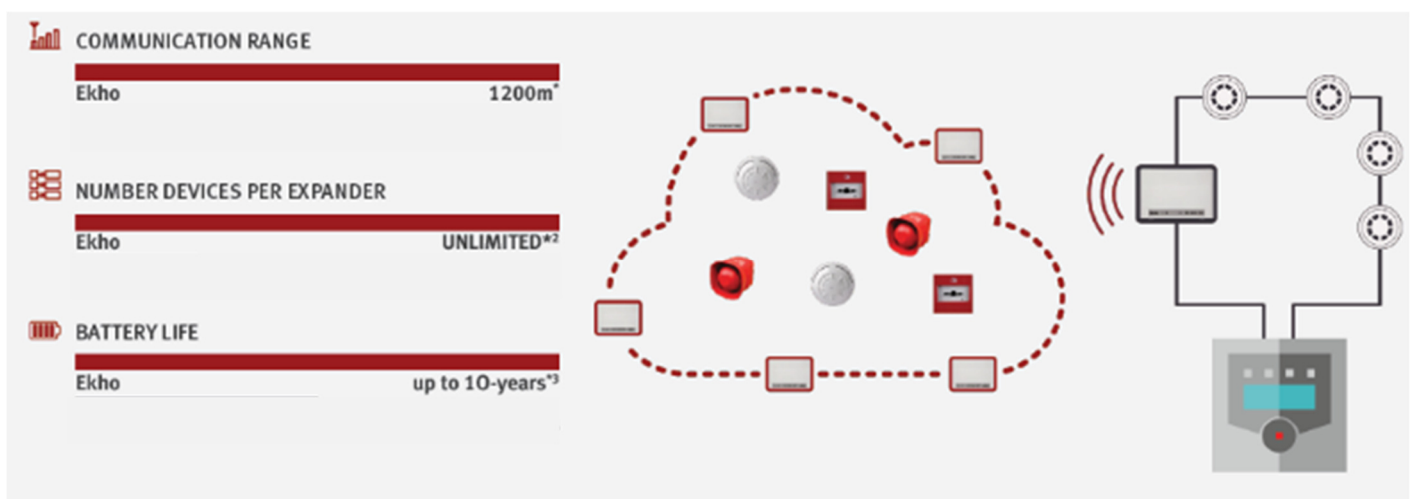 COMMUNICATION RANGE
Ekho 1200m*
NUMBER DEVICES PER EXPANDER
Ekho UNLIMITED*2
BATTERY LIFE
Ekho up to 10-years*3